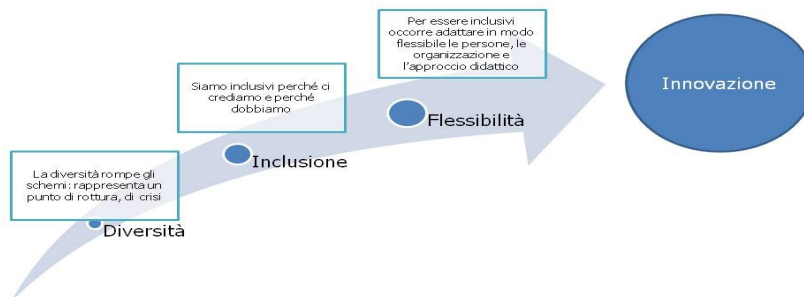 Per essere inclusivi
occorre adattare in modo
flessibile le persone, le
organizzazione e
l'approccio didattico
Innovazione
Siamo inclusivi perché ci
crediamo e perché
dobbiamo
Flessibilità
Inclusione
La diversità rompe gli
schemi: rappresenta un
punto di rottura, di crisi
Diversità